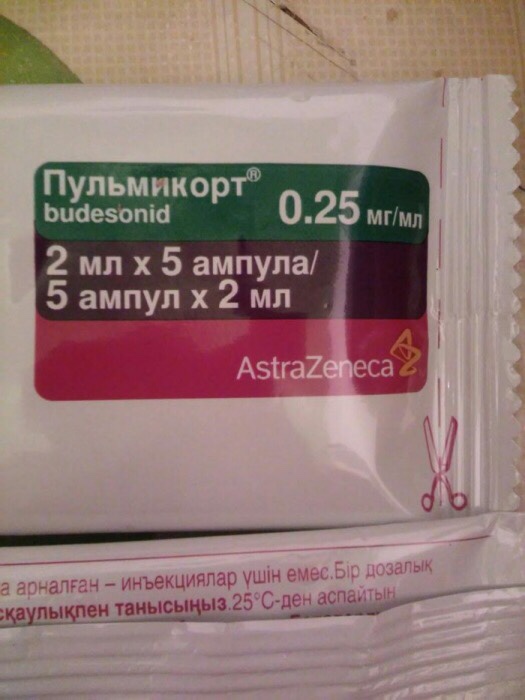 Пульмикорт®
budesonid
0.25 мг/мл
2 мл x 5 ампула/
5 ампул x 2 мл
AstraZeneca
а арналған – инъекциялар үшін емес.Бір дозалық
қаулықпен танысыңыз.25°С-ден аспайтын